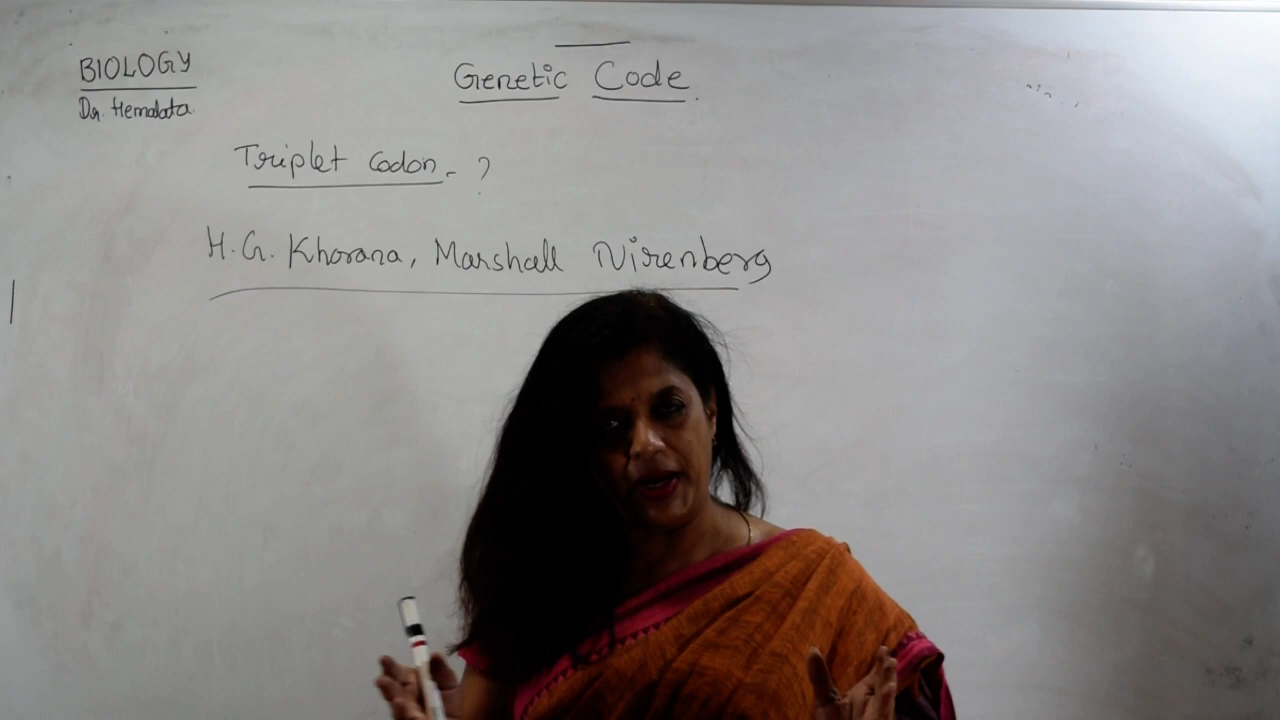 BIOLOGY
Dr. Hemalata
Genetic Code.
Triplet Codon - ?
H.G. Khorana, Marshall Nirenberg